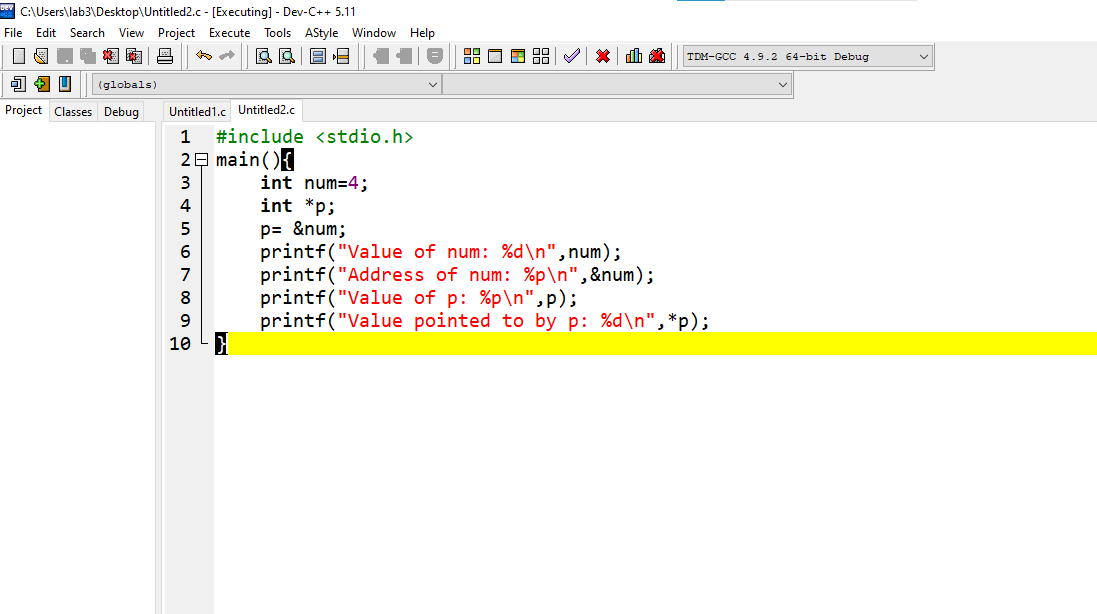 C:\Users\lab3\Desktop\Untitled2.c - [Executing] - Dev-C++ 5.11
File Edit Search View Project Execute Tools AStyle Window Help
TDM-GCC 4.9.2 64-bit Debug
(globals)
Project Classes Debug Untitled1.c Untitled2.c
1 #include <stdio.h>
2 main(){
3 int num=4;
4 int *p;
5 p= &num;
6 printf("Value of num: %d\n",num);
7 printf("Address of num: %p\n",&num);
8 printf("Value of p: %p\n",p);
9 printf("Value pointed to by p: %d\n",*p);
10 }